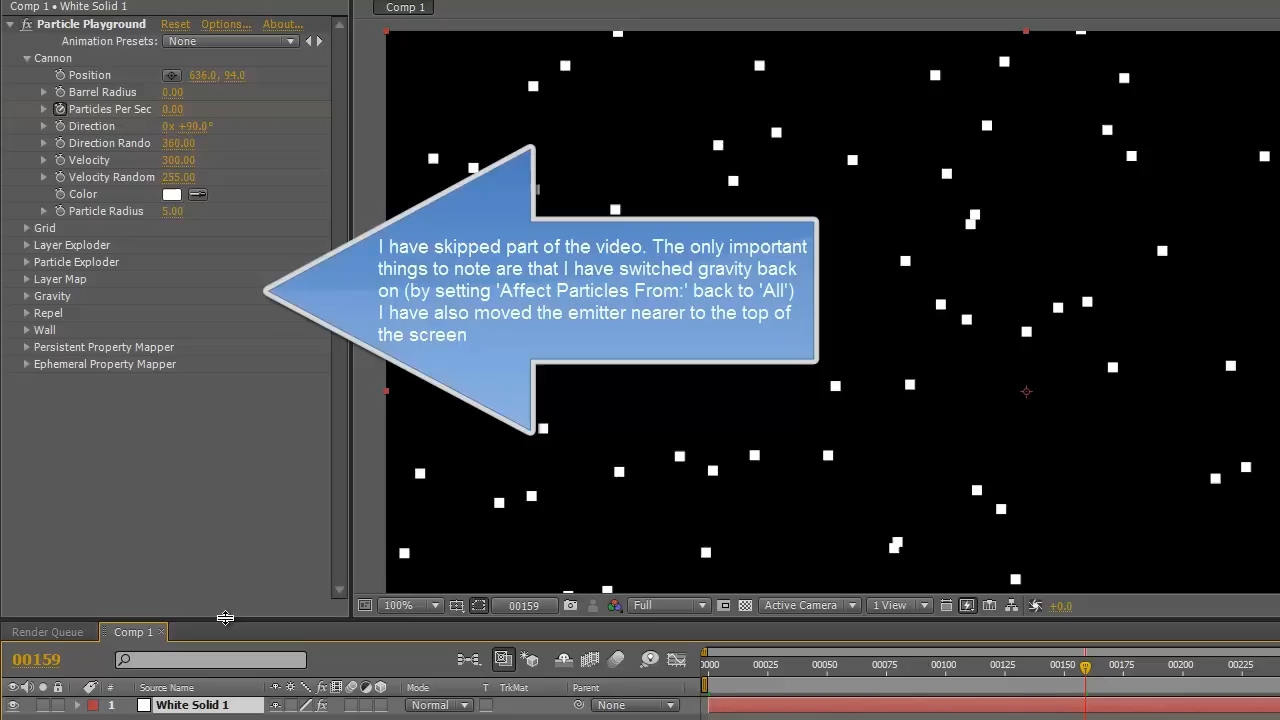 Comp 1 • White Solid 1
Comp 1
fx Particle Playground Reset Options... About...
Animation Presets: None
Cannon
Position 636.0, 94.0
Barrel Radius 0.00
Particles Per Sec 0.00
Direction 0x +90.0°
Direction Rando 360.00
Velocity 300.00
Velocity Random 255.00
Color
Particle Radius 5.00
Grid
Layer Exploder
Particle Exploder
Layer Map
Gravity
Repel
Wall
Persistent Property Mapper
Ephemeral Property Mapper
I have skipped part of the video. The only important
things to note are that I have switched gravity back
on (by setting 'Affect Particles From:' back to 'All')
I have also moved the emitter nearer to the top of
the screen
100% 00159 Full Active Camera 1 View +0.0
Render Queue Comp 1
00159
0000 00025 00050 00075 00100 00125 00150 00175 00200 00225
# Source Name fx Mode T TrkMat Parent
1 White Solid 1 fx Normal None